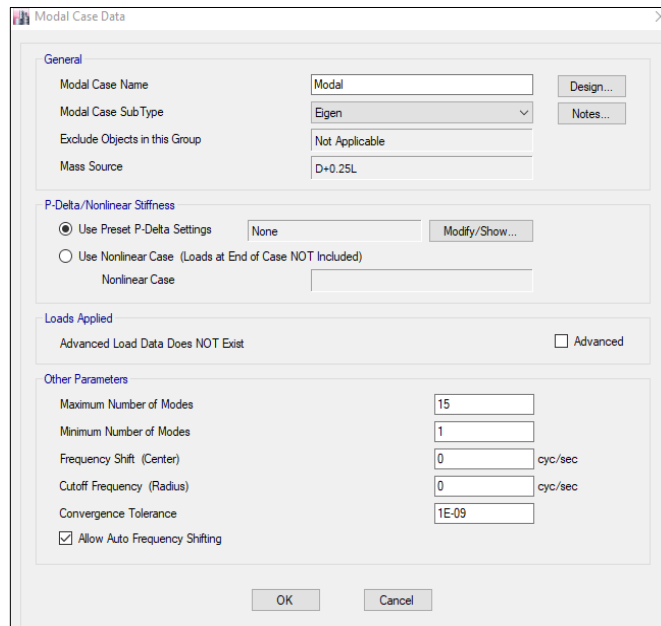 Modal Case Data
General
Modal Case Name Modal Design...
Modal Case SubType Eigen Notes...
Exclude Objects in this Group Not Applicable
Mass Source D+0.25L
P-Delta/Nonlinear Stiffness
Use Preset P-Delta Settings None Modify/Show...
Use Nonlinear Case (Loads at End of Case NOT Included)
Nonlinear Case
Loads Applied
Advanced Load Data Does NOT Exist Advanced
Other Parameters
Maximum Number of Modes 15
Minimum Number of Modes 1
Frequency Shift (Center) 0 cyc/sec
Cutoff Frequency (Radius) 0 cyc/sec
Convergence Tolerance 1E-09
Allow Auto Frequency Shifting
OK Cancel